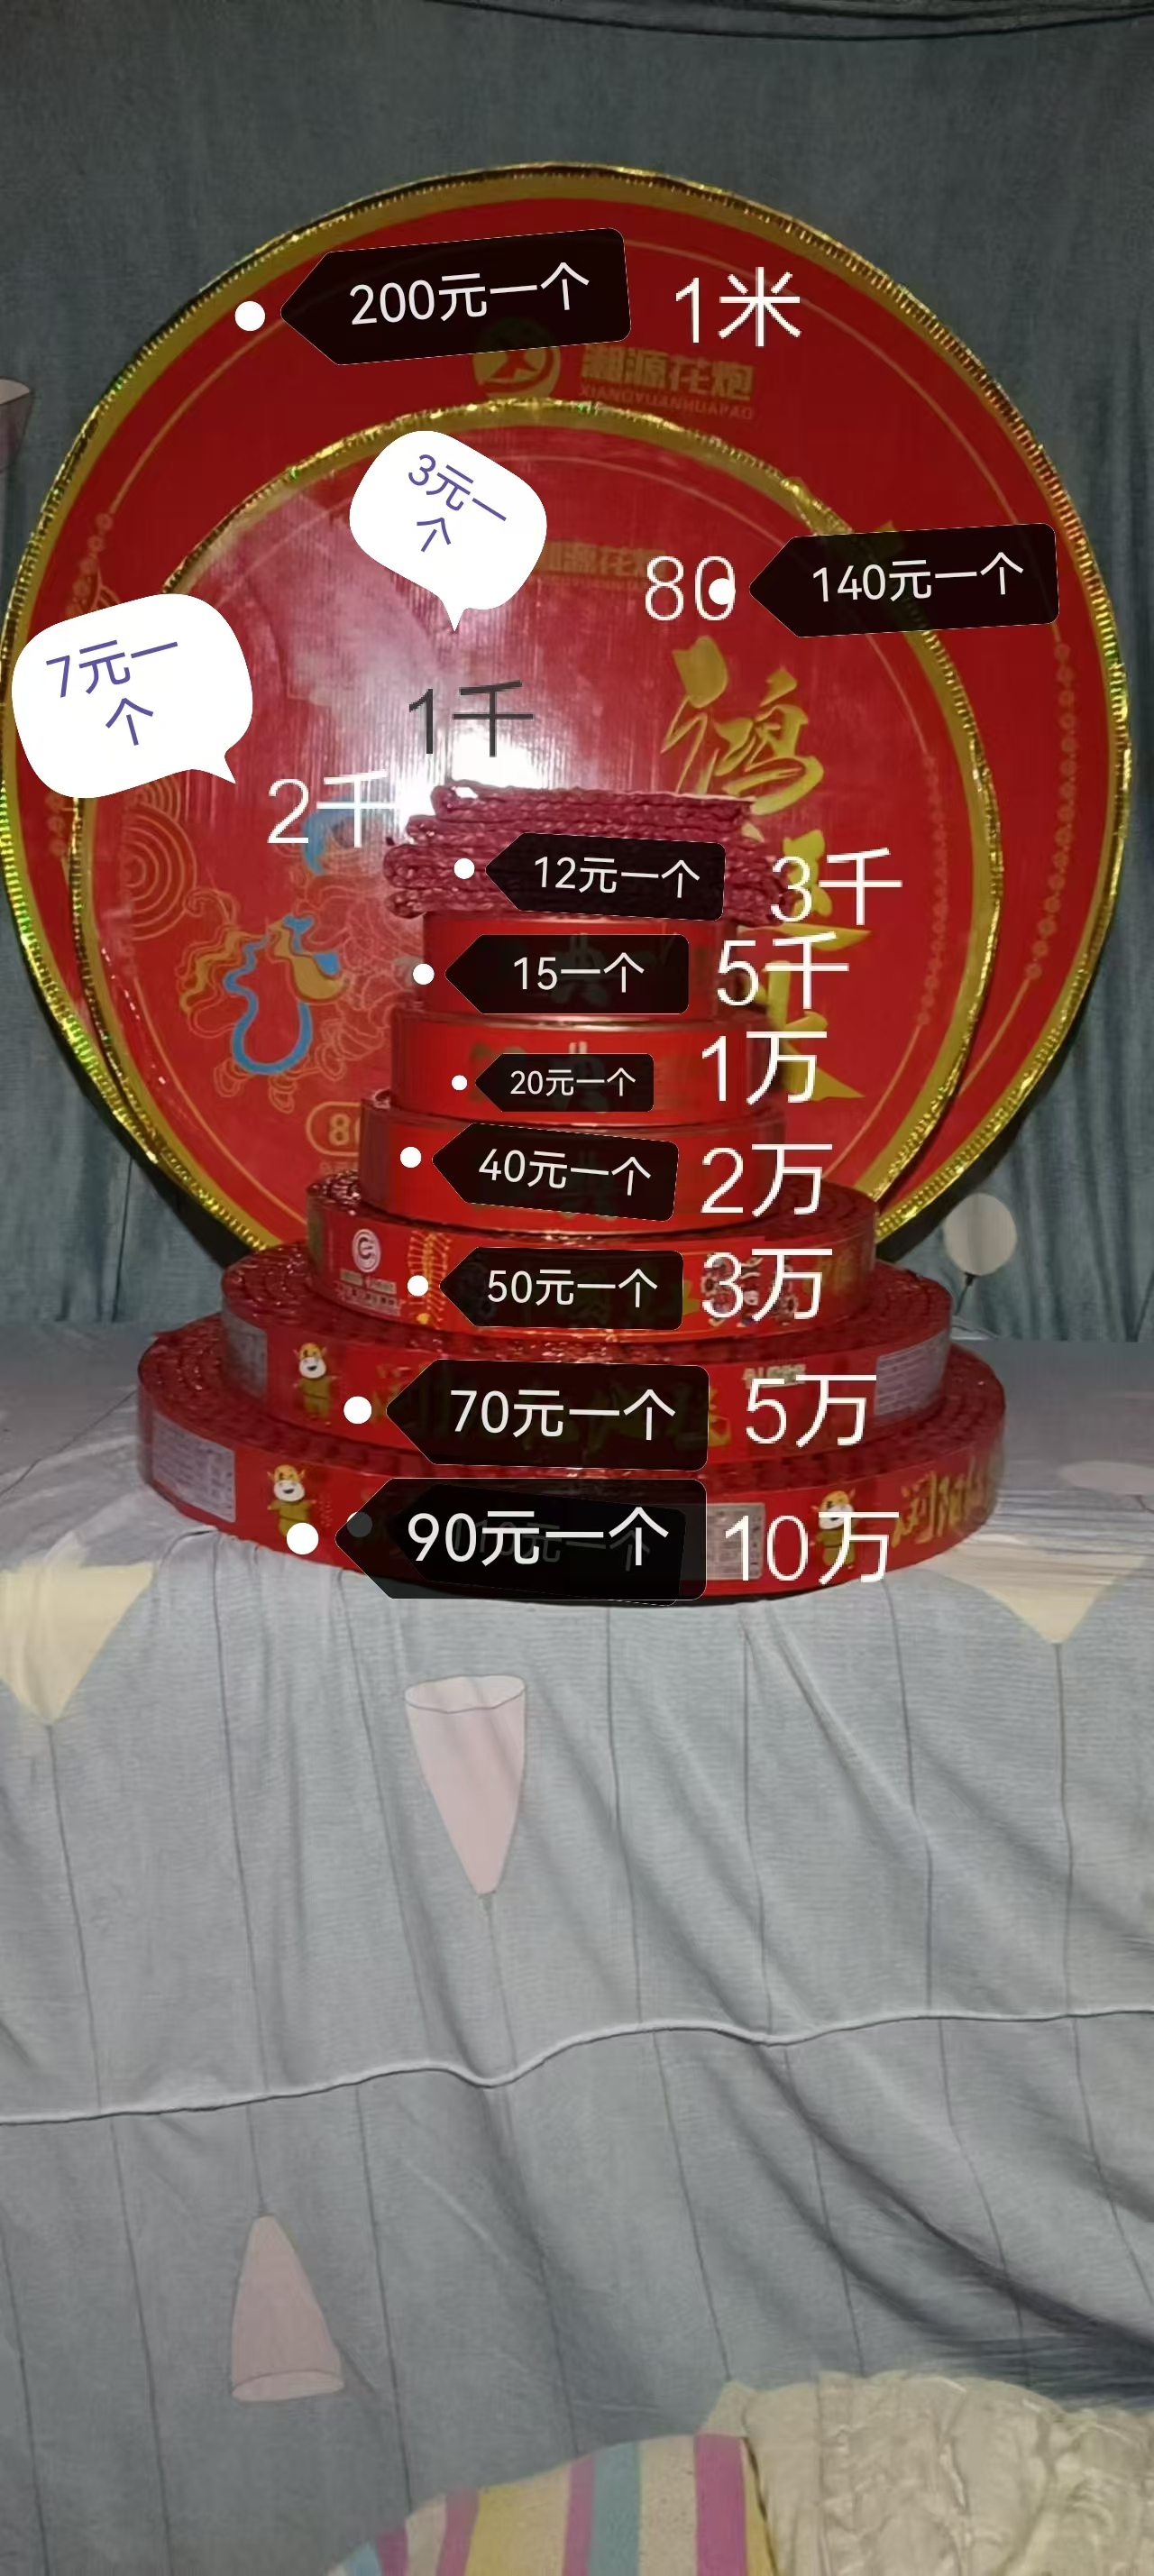 200元一个 1米
湘源花炮
XIANGYUANHUAPAO
3元一
个
80 140元一个
7元一
个
1千
2千
鸿
12元一个 3千
15一个 5千
20元一个 1万
40元一个 2万
50元一个 3万
70元一个 5万
90元一个 10万